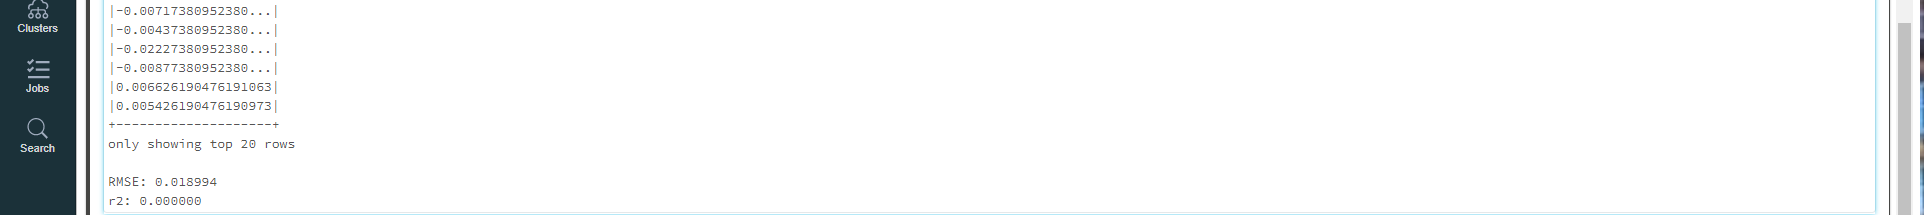 Clusters
Jobs
Search
|-0.00717380952380...|
|-0.00437380952380...|
|-0.02227380952380...|
|-0.00877380952380...|
|0.006626190476191063|
|0.005426190476190973|
+--------------------+
only showing top 20 rows
RMSE: 0.018994
r2: 0.000000